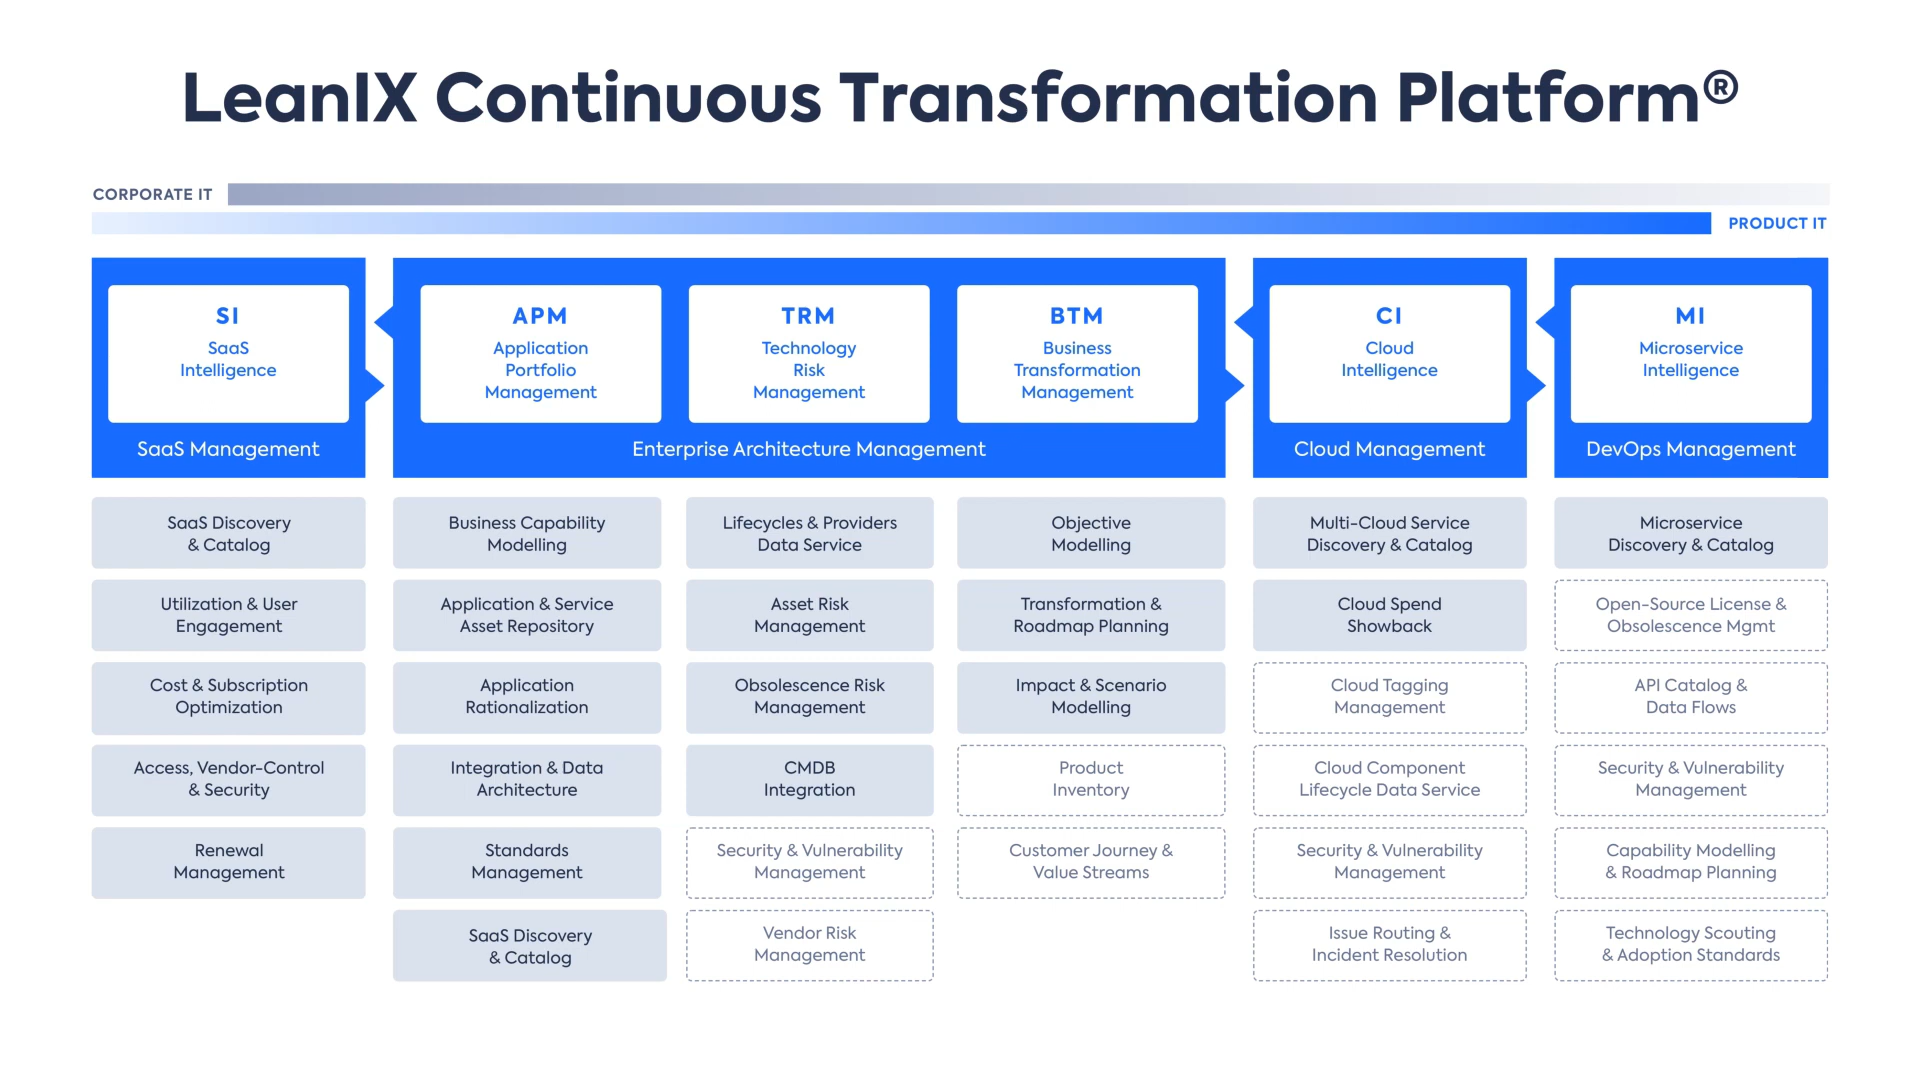 LeanIX Continuous Transformation Platform®
CORPORATE IT
PRODUCT IT
SI
SaaS
Intelligence
SaaS Management
APM
Application
Portfolio
Management
TRM
Technology
Risk
Management
BTM
Business
Transformation
Management
Enterprise Architecture Management
CI
Cloud
Intelligence
Cloud Management
MI
Microservice
Intelligence
DevOps Management
SaaS Discovery
& Catalog
Utilization & User
Engagement
Cost & Subscription
Optimization
Access, Vendor-Control
& Security
Renewal
Management
Business Capability
Modelling
Application & Service
Asset Repository
Application
Rationalization
Integration & Data
Architecture
Standards
Management
SaaS Discovery
& Catalog
Lifecycles & Providers
Data Service
Asset Risk
Management
Obsolescence Risk
Management
CMDB
Integration
Security & Vulnerability
Management
Vendor Risk
Management
Objective
Modelling
Transformation &
Roadmap Planning
Impact & Scenario
Modelling
Product
Inventory
Customer Journey &
Value Streams
Multi-Cloud Service
Discovery & Catalog
Cloud Spend
Showback
Cloud Tagging
Management
Cloud Component
Lifecycle Data Service
Security & Vulnerability
Management
Issue Routing &
Incident Resolution
Microservice
Discovery & Catalog
Open-Source License &
Obsolescence Mgmt
API Catalog &
Data Flows
Security & Vulnerability
Management
Capability Modelling
& Roadmap Planning
Technology Scouting
& Adoption Standards